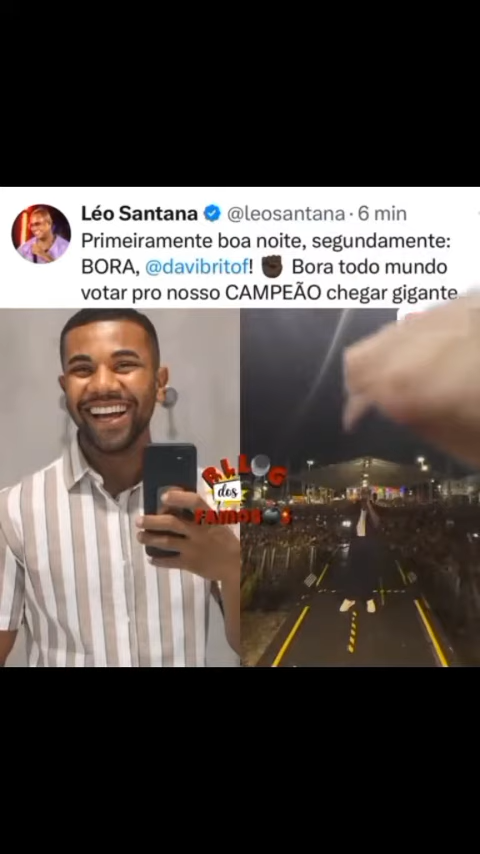 Léo Santana @leosantana · 6 min
Primeiramente boa noite, segundamente:
BORA, @davibritof! ✊🏿 Bora todo mundo
votar pro nosso CAMPEÃO chegar gigante
BLLOG
dos
FAMOSOS